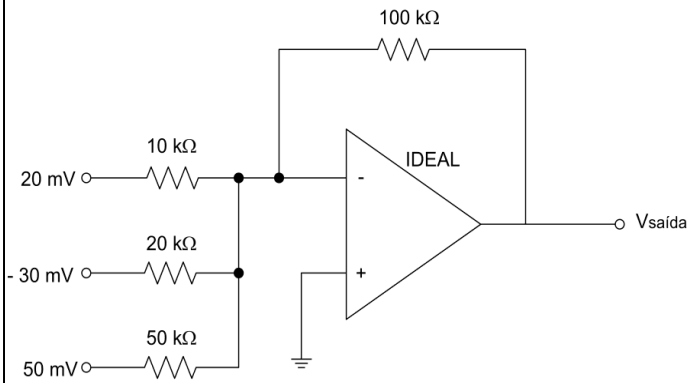 100 kΩ
10 kΩ
IDEAL
20 mV
-
20 kΩ
Vsaída
- 30 mV
+
50 kΩ
50 mV